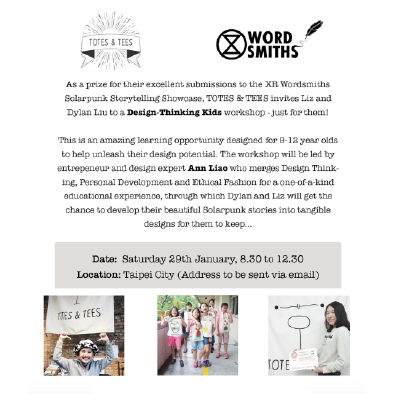 TOTES & TEES
WORD
SMITHS
As a prize for their excellent submissions to the XR Wordsmiths
Solarpunk Storytelling Showcase, TOTES & TEES invites Liz and
Dylan Liu to a Design-Thinking Kids workshop - just for them!
This is an amazing learning opportunity designed for 9-12 year olds
to help unleash their design potential. The workshop will be led by
entrepeneur and design expert Ann Liao who merges Design Think-
ing, Personal Development and Ethical Fashion for a one-of-a-kind
educational experience, through which Dylan and Liz will get the
chance to develop their beautiful Solarpunk stories into tangible
designs for them to keep...
Date: Saturday 29th January, 8.30 to 12.30
Location: Taipei City (Address to be sent via email)
TOTES & TEES
TOTE